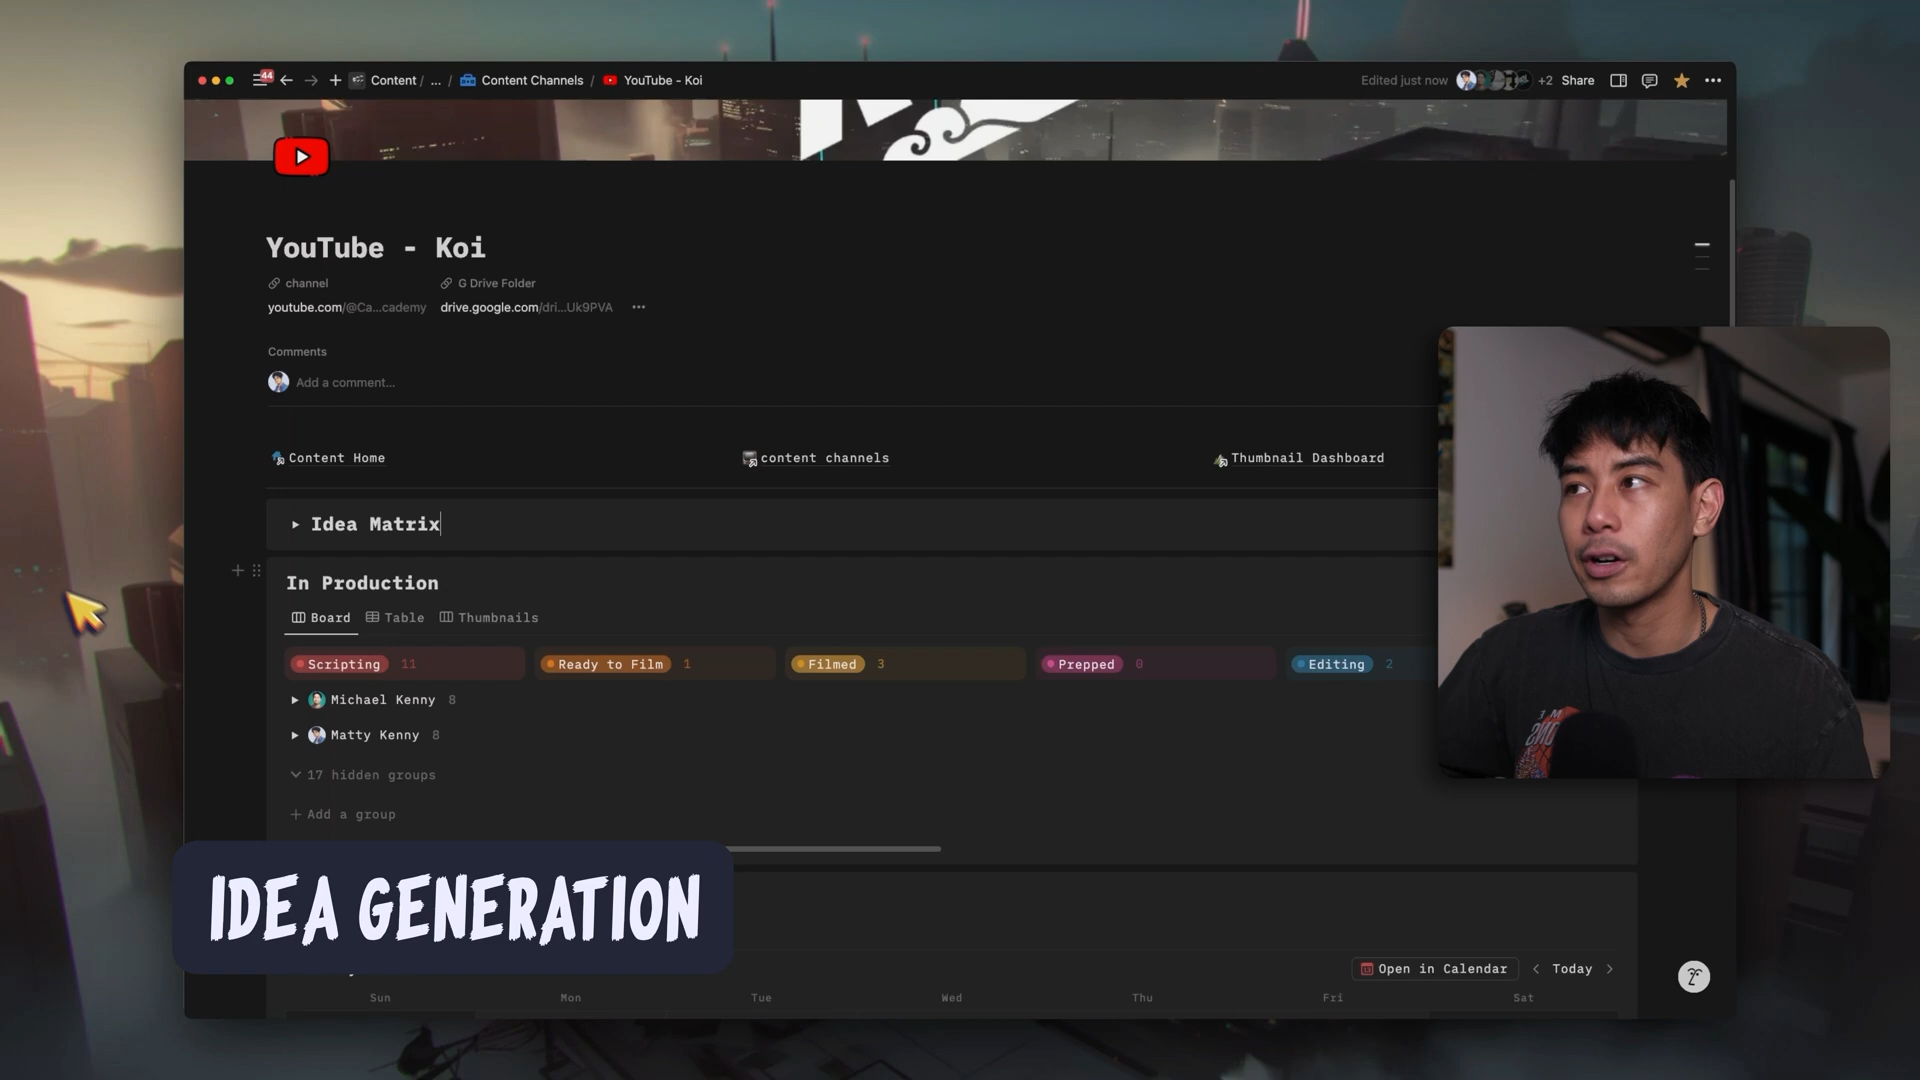 44
Content / ... / Content Channels / YouTube - Koi
Edited just now
+2
Share
YouTube - Koi
channel
G Drive Folder
youtube.com/@Ca...cademy
drive.google.com/dri...Uk9PVA
Comments
Add a comment...
Content Home
content channels
Thumbnail Dashboard
Idea Matrix
In Production
Board
Table
Thumbnails
Scripting 11
Ready to Film 1
Filmed 3
Prepped 0
Editing 2
Michael Kenny 8
Matty Kenny 8
17 hidden groups
Add a group
IDEA GENERATION
Open in Calendar
Today
Sun Mon Tue Wed Thu Fri Sat